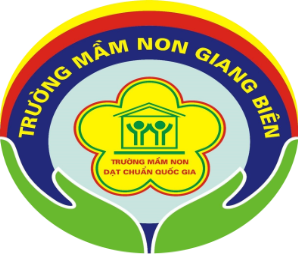 TRƯỜNG MẦM NON GIANG BIÊN
TRƯỜNG MẦM NON
ĐẠT CHUẨN QUỐC GIA